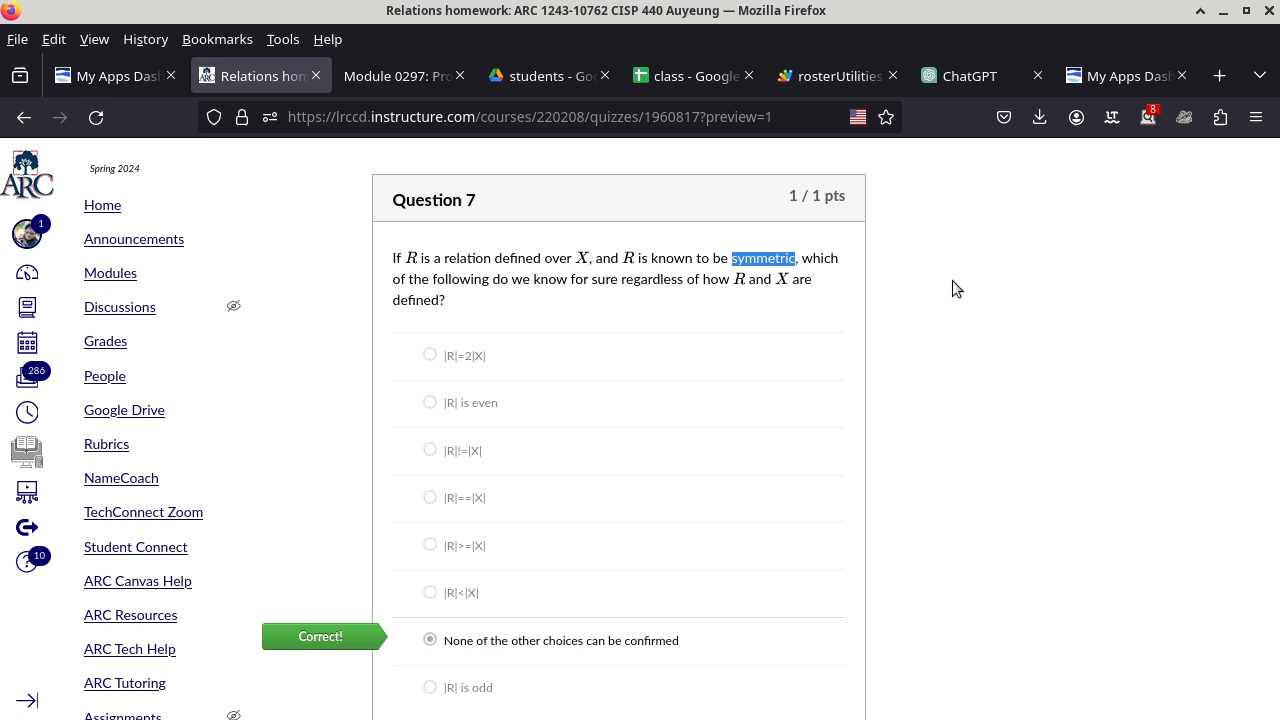 Relations homework: ARC 1243-10762 CISP 440 Auyeung — Mozilla Firefox
File Edit View History Bookmarks Tools Help
My Apps Dash Relations hom Module 0297: Pro students - Goo class - Google rosterUtilities ChatGPT My Apps Dash
https://lrccd.instructure.com/courses/220208/quizzes/1960817?preview=1
8
ARC
Spring 2024
1
286
10
Home
Announcements
Modules
Discussions
Grades
People
Google Drive
Rubrics
NameCoach
TechConnect Zoom
Student Connect
ARC Canvas Help
ARC Resources
ARC Tech Help
ARC Tutoring
Assignments
Question 7
1 / 1 pts
If R is a relation defined over X, and R is known to be symmetric, which
of the following do we know for sure regardless of how R and X are
defined?
|R|=2|X|
|R| is even
|R|!=|X|
|R|==|X|
|R|>=|X|
|R|<|X|
Correct!
None of the other choices can be confirmed
|R| is odd